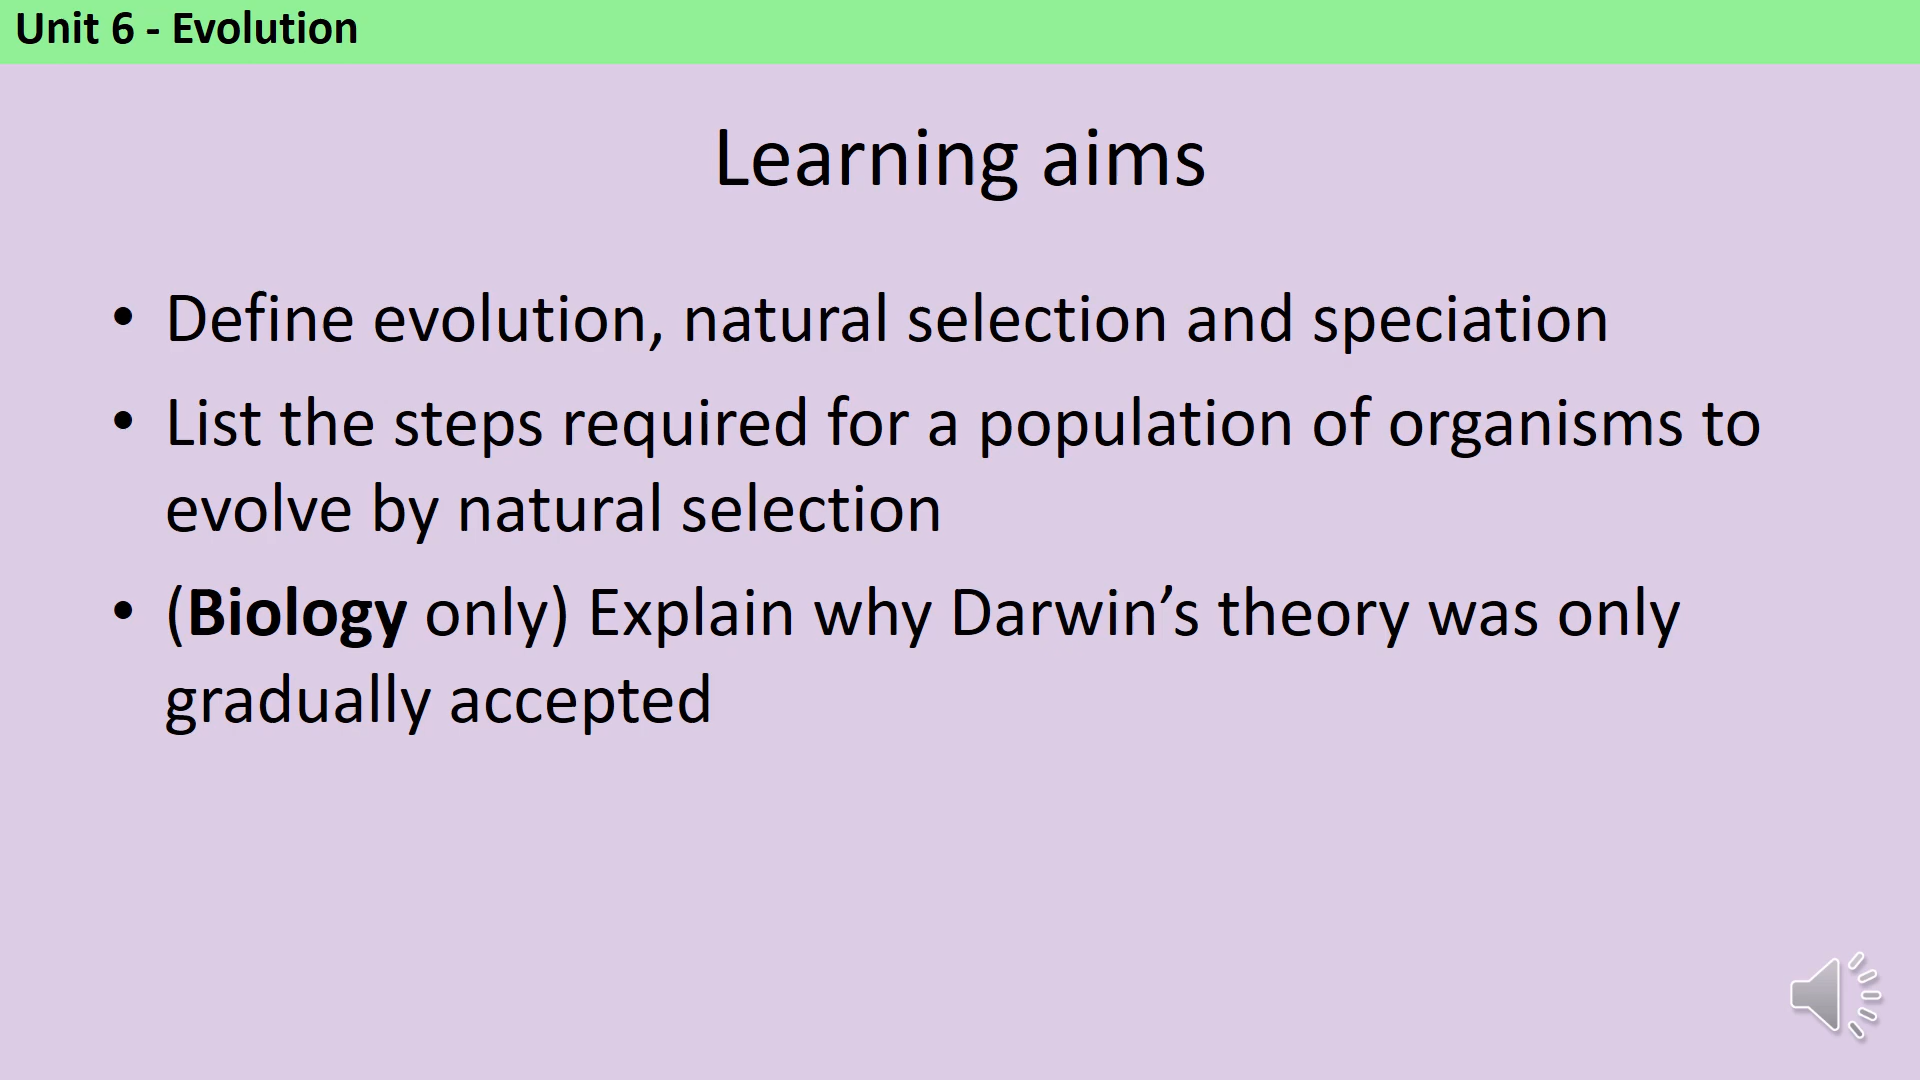 Unit 6 - Evolution
Learning aims
• Define evolution, natural selection and speciation
• List the steps required for a population of organisms to
evolve by natural selection
• (Biology only) Explain why Darwin’s theory was only
gradually accepted